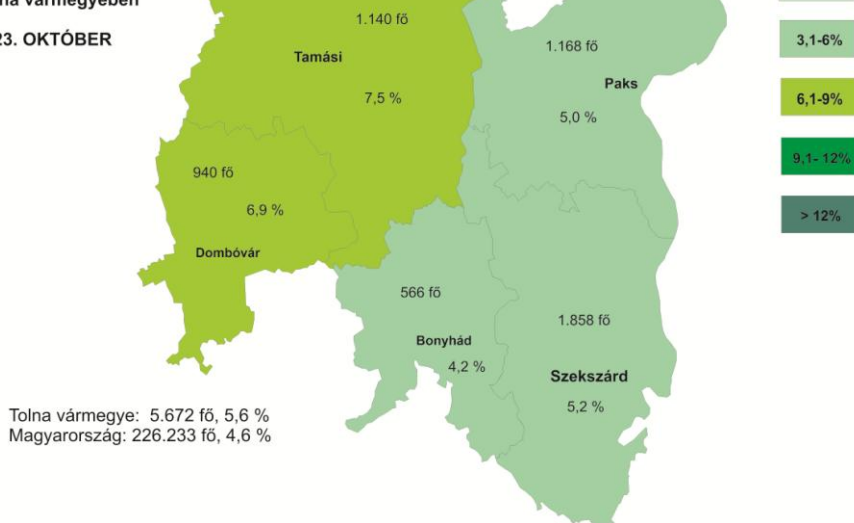 vármegyében
23. OKTÓBER
1.140 fő
Tamási
7,5 %
1.168 fő
Paks
5,0 %
940 fő
6,9 %
Dombóvár
566 fő
Bonyhád
4,2 %
1.858 fő
Szekszárd
5,2 %
3,1-6%
6,1-9%
9,1- 12%
> 12%
Tolna vármegye: 5.672 fő, 5,6 %
Magyarország: 226.233 fő, 4,6 %